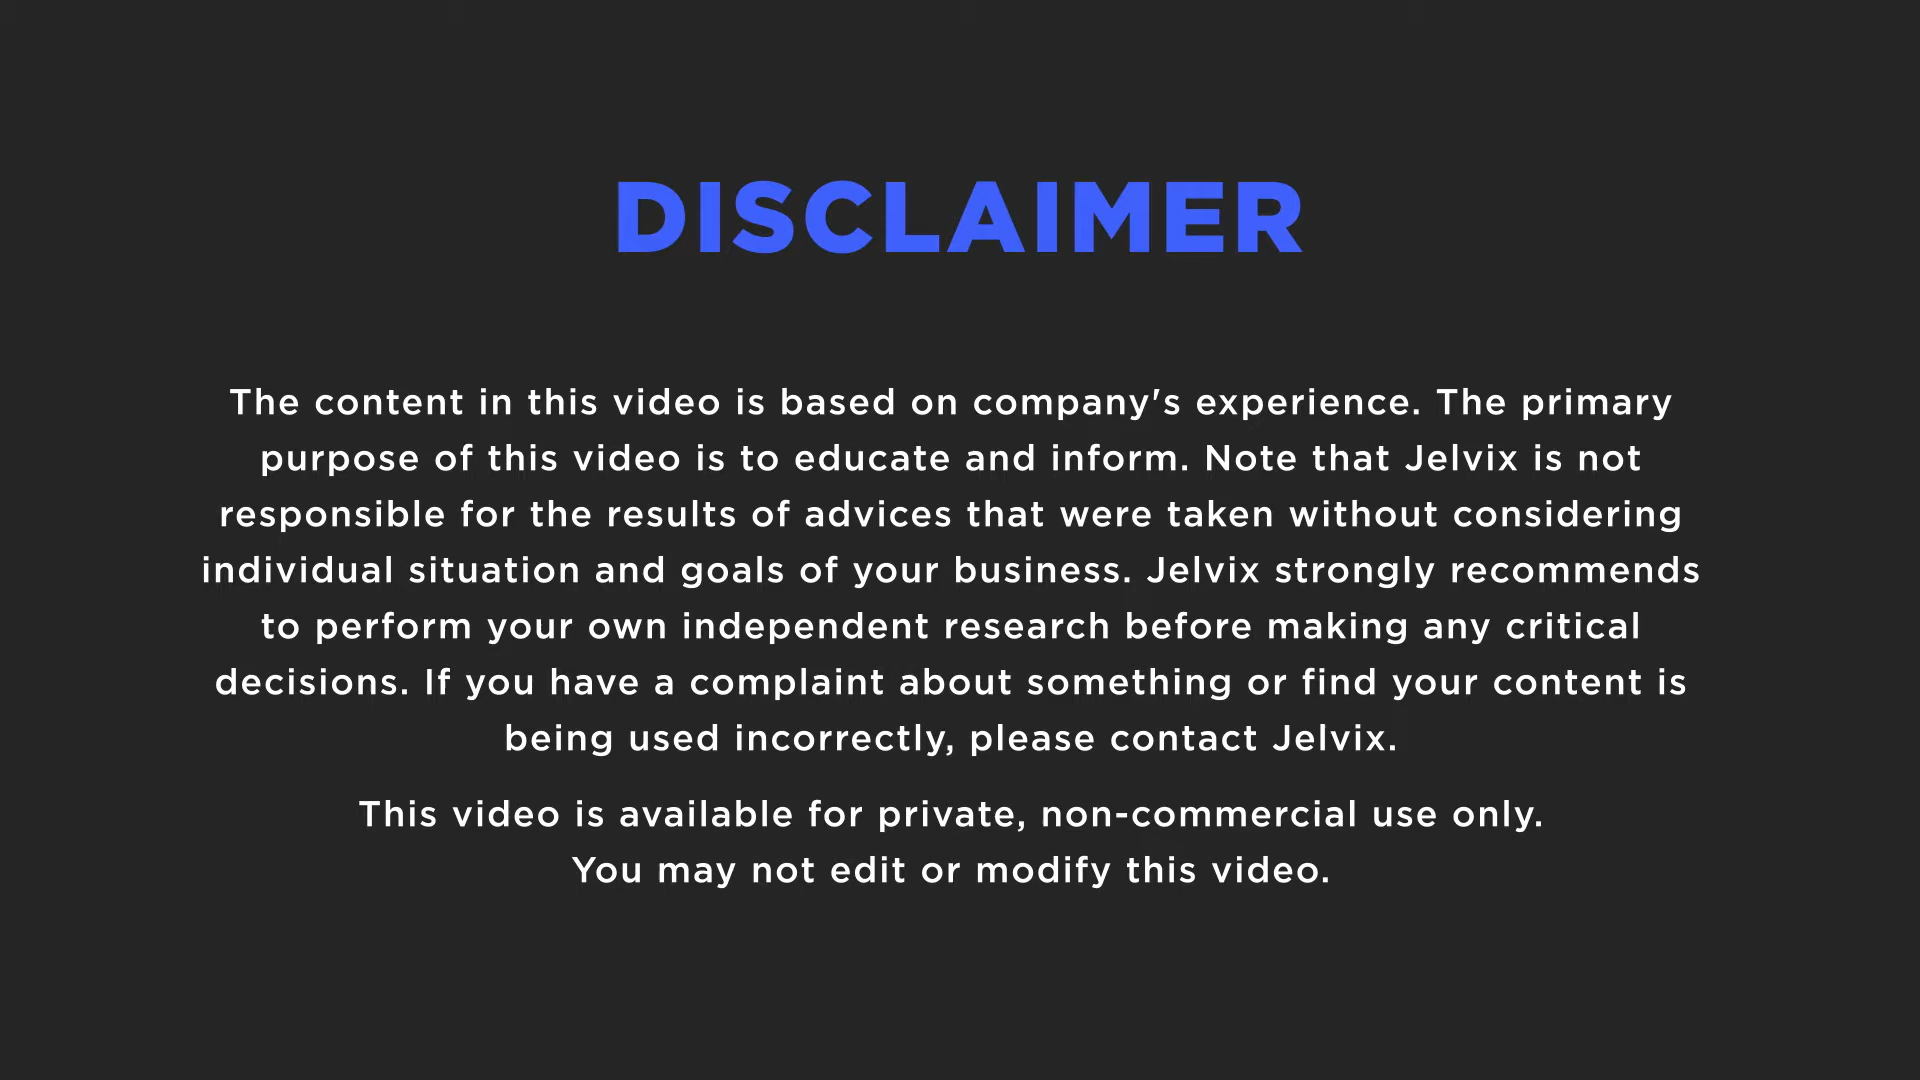 DISCLAIMER
The content in this video is based on company's experience. The primary
purpose of this video is to educate and inform. Note that Jelvix is not
responsible for the results of advices that were taken without considering
individual situation and goals of your business. Jelvix strongly recommends
to perform your own independent research before making any critical
decisions. If you have a complaint about something or find your content is
being used incorrectly, please contact Jelvix.
This video is available for private, non-commercial use only.
You may not edit or modify this video.